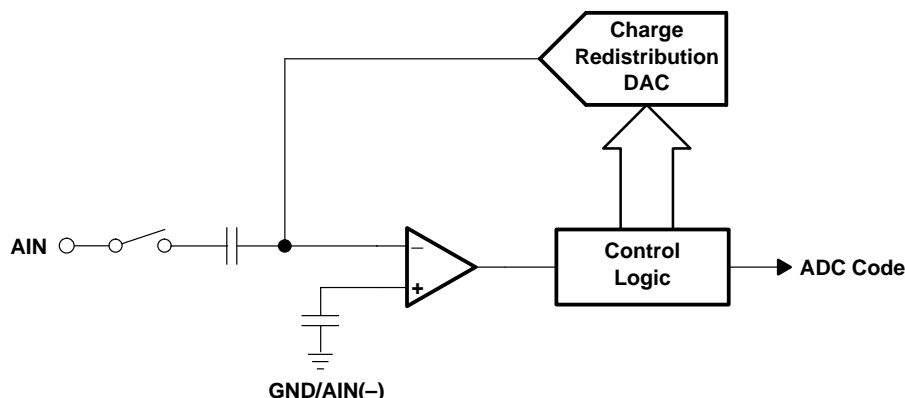 Charge
Redistribution
DAC
AIN
−
+
Control
Logic
ADC Code
GND/AIN(−)